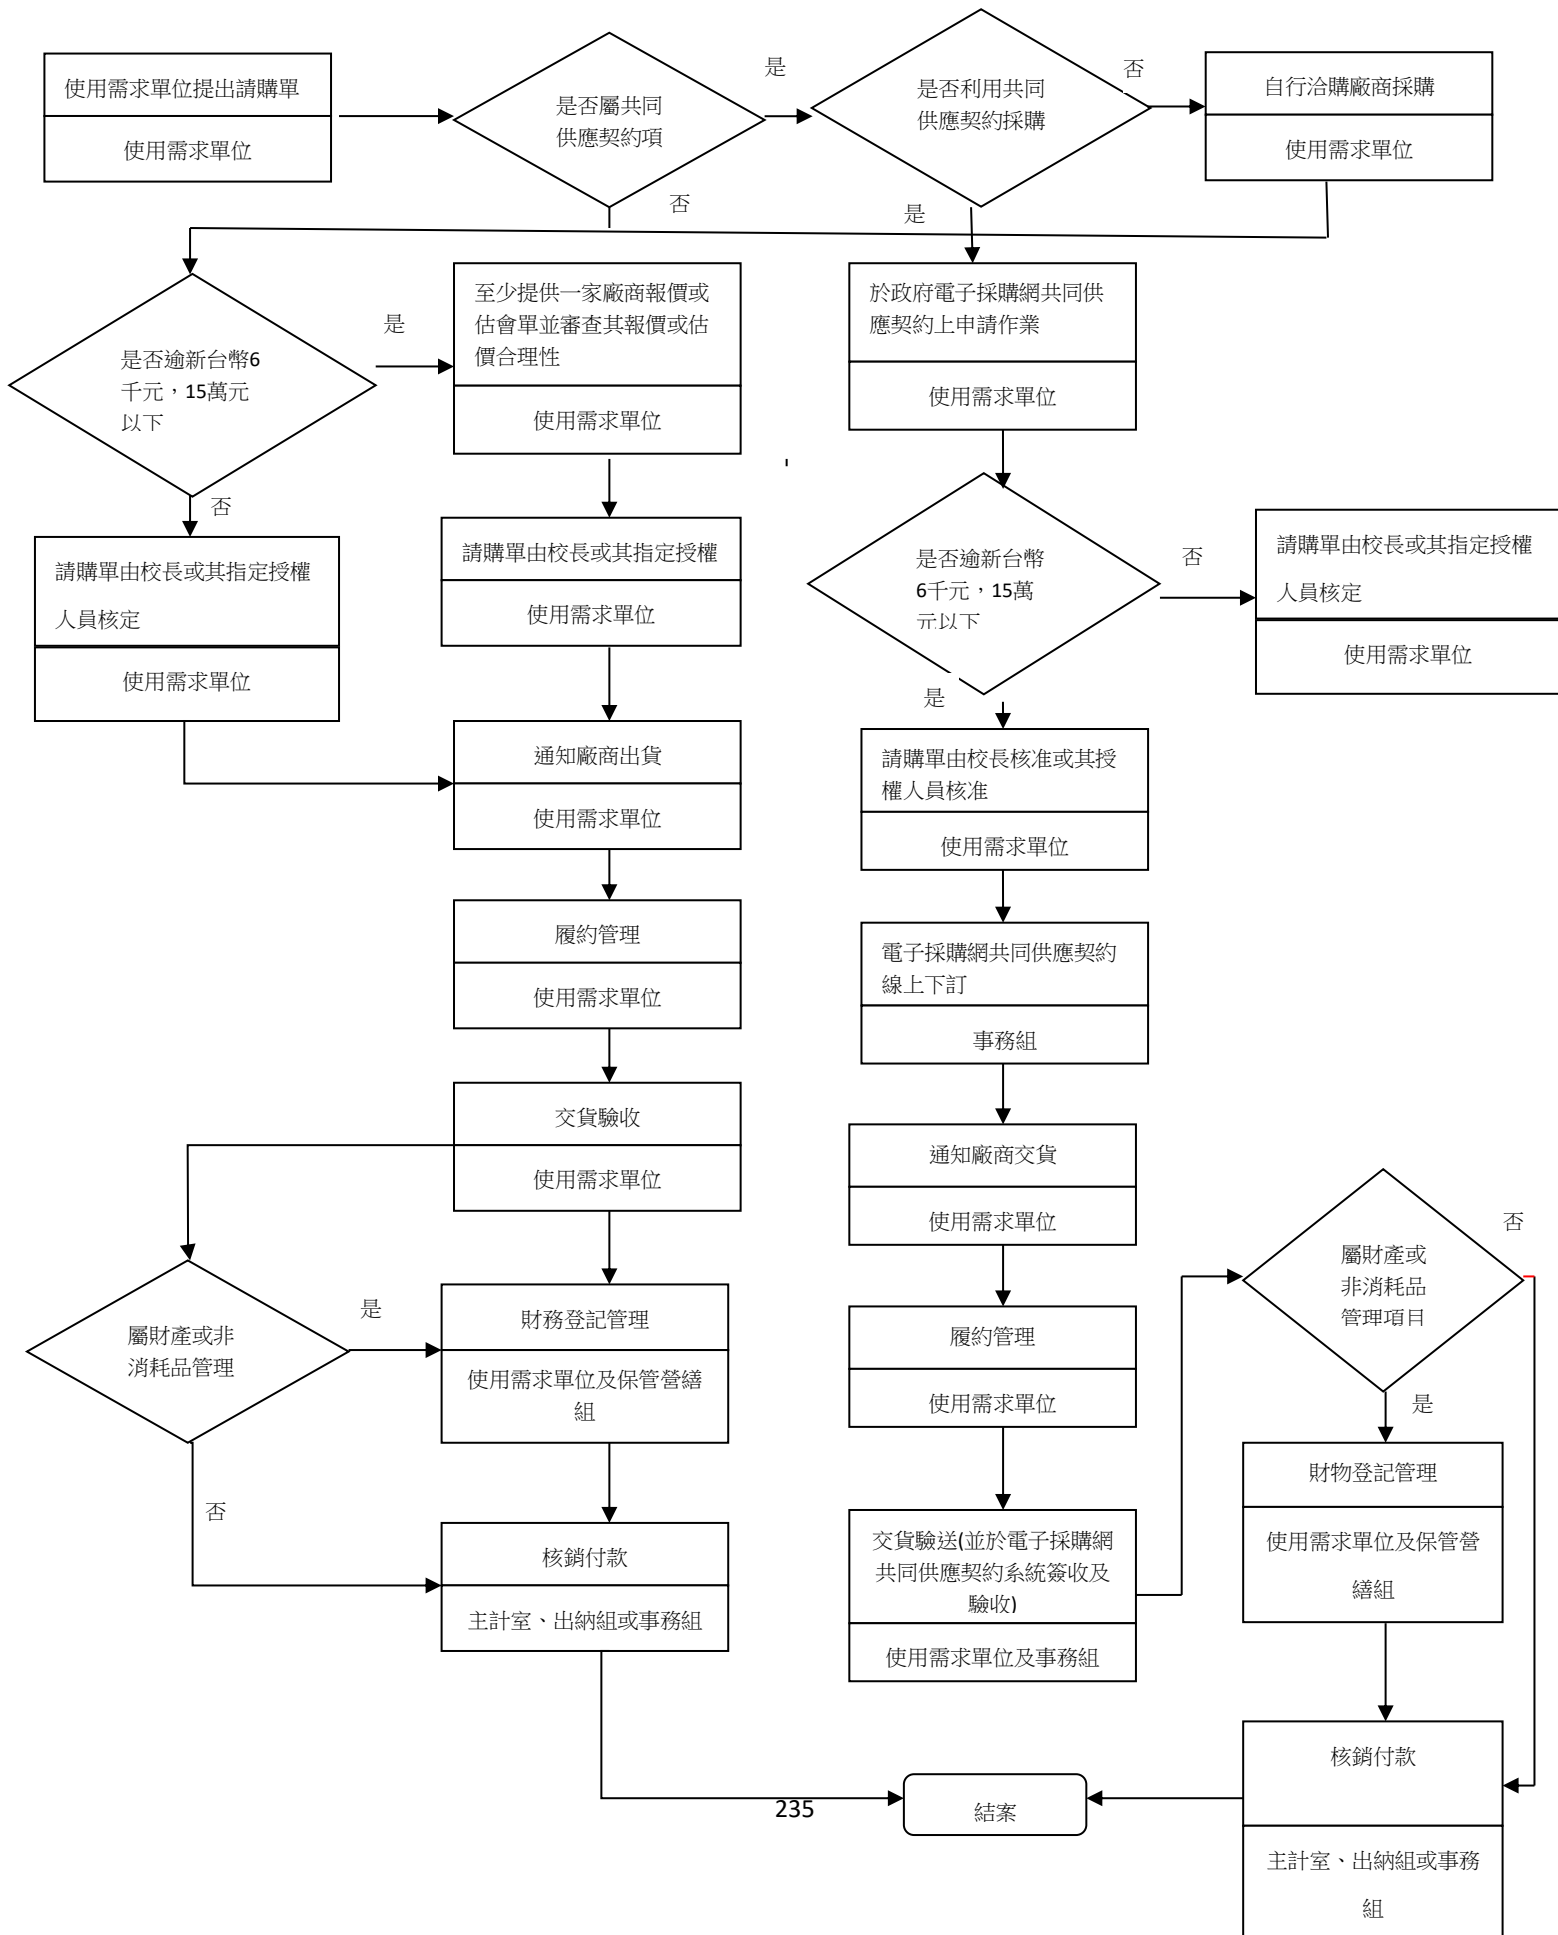 使用需求單位提出請購單
使用需求單位
是否屬共同
供應契約項
是
是否利用共同
供應契約採購
否
自行洽購廠商採購
使用需求單位
否
是
是否逾新台幣6
千元，15萬元
以下
是
至少提供一家廠商報價或
估會單並審查其報價或估
價合理性
使用需求單位
於政府電子採購網共同供
應契約上申請作業
使用需求單位
否
請購單由校長或其指定授權
人員核定
使用需求單位
請購單由校長或其指定授權
使用需求單位
是否逾新台幣
6千元，15萬
元以下
否
請購單由校長或其指定授權
人員核定
使用需求單位
是
通知廠商出貨
使用需求單位
請購單由校長核准或其授
權人員核准
使用需求單位
履約管理
使用需求單位
電子採購網共同供應契約
線上下訂
事務組
交貨驗收
使用需求單位
通知廠商交貨
使用需求單位
屬財產或非
消耗品管理
是
財務登記管理
使用需求單位及保管營繕
組
履約管理
使用需求單位
屬財產或
非消耗品
管理項目
否
是
否
核銷付款
主計室、出納組或事務組
交貨驗送(並於電子採購網
共同供應契約系統簽收及
驗收)
使用需求單位及事務組
財物登記管理
使用需求單位及保管營
繕組
核銷付款
主計室、出納組或事務
組
235
結案